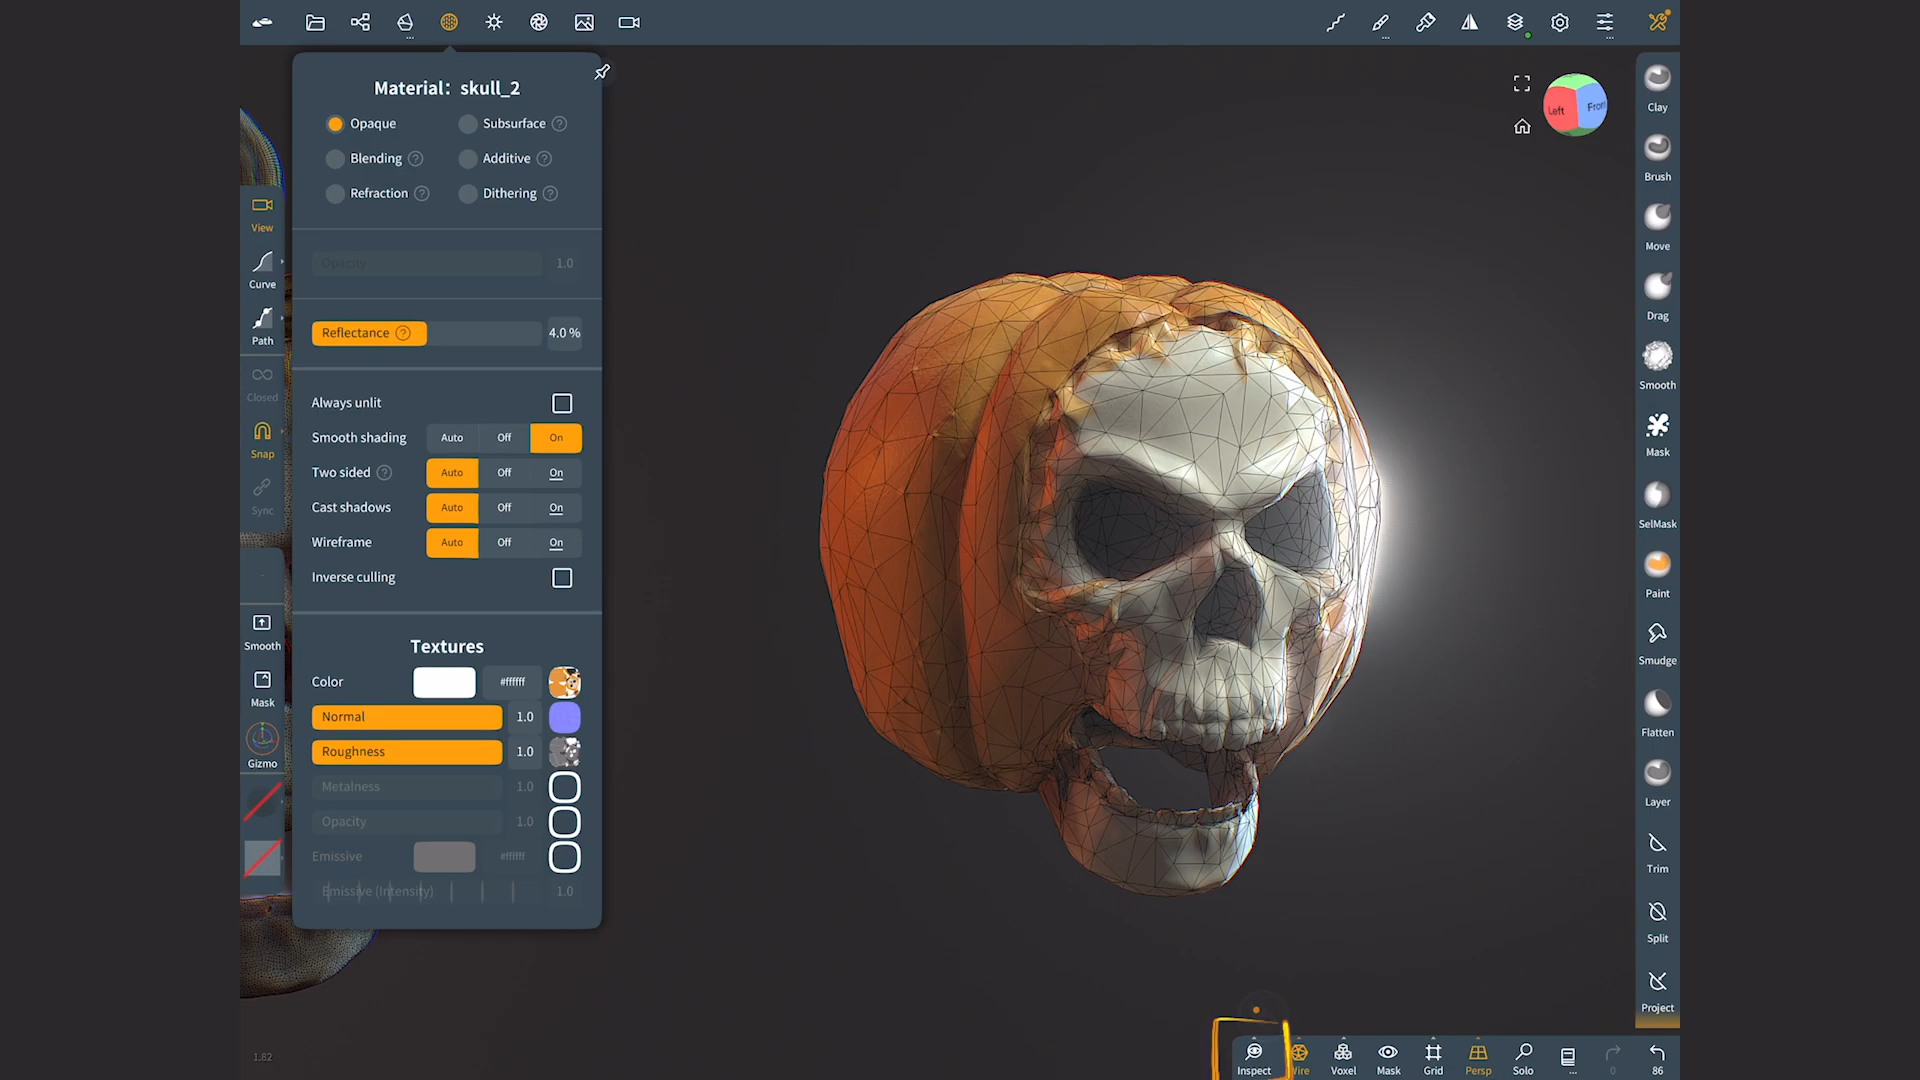 Material: skull_2
Opaque
Subsurface ?
Blending ?
Additive ?
Refraction ?
Dithering ?
Opacity 1.0
Reflectance ? 4.0 %
Always unlit
Smooth shading Auto Off On
Two sided ? Auto Off On
Cast shadows Auto Off On
Wireframe Auto Off On
Inverse culling
Textures
Color #ffffff
Normal 1.0
Roughness 1.0
Metalness 1.0
Opacity 1.0
Emissive #ffffff
Emissive (Intensity) 1.0
View
Curve
Path
Closed
Snap
Sync
Smooth
Mask
Gizmo
1.82
Left
Front
Clay
Brush
Move
Drag
Smooth
Mask
SelMask
Paint
Smudge
Flatten
Layer
Trim
Split
Project
Inspect
Wire
Voxel
Mask
Grid
Persp
Solo
...
0
86